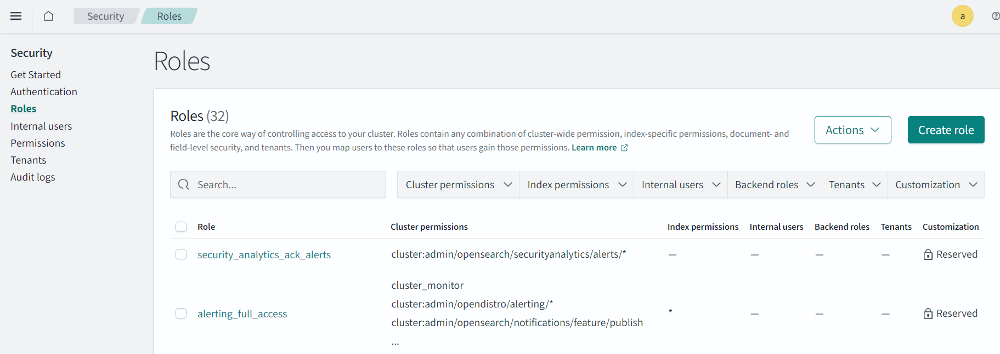 Security Roles a
Security
Get Started
Authentication
Roles
Internal users
Permissions
Tenants
Audit logs
Roles
Roles (32)
Roles are the core way of controlling access to your cluster. Roles contain any combination of cluster-wide permission, index-specific permissions, document- and
field-level security, and tenants. Then you map users to these roles so that users gain those permissions. Learn more
Actions
Create role
Search...
Cluster permissions Index permissions Internal users Backend roles Tenants Customization
Role Cluster permissions Index permissions Internal users Backend roles Tenants Customization
security_analytics_ack_alerts cluster:admin/opensearch/securityanalytics/alerts/* — — — — Reserved
cluster_monitor
cluster:admin/opendistro/alerting/*
alerting_full_access * — — — Reserved
cluster:admin/opensearch/notifications/feature/publish
...